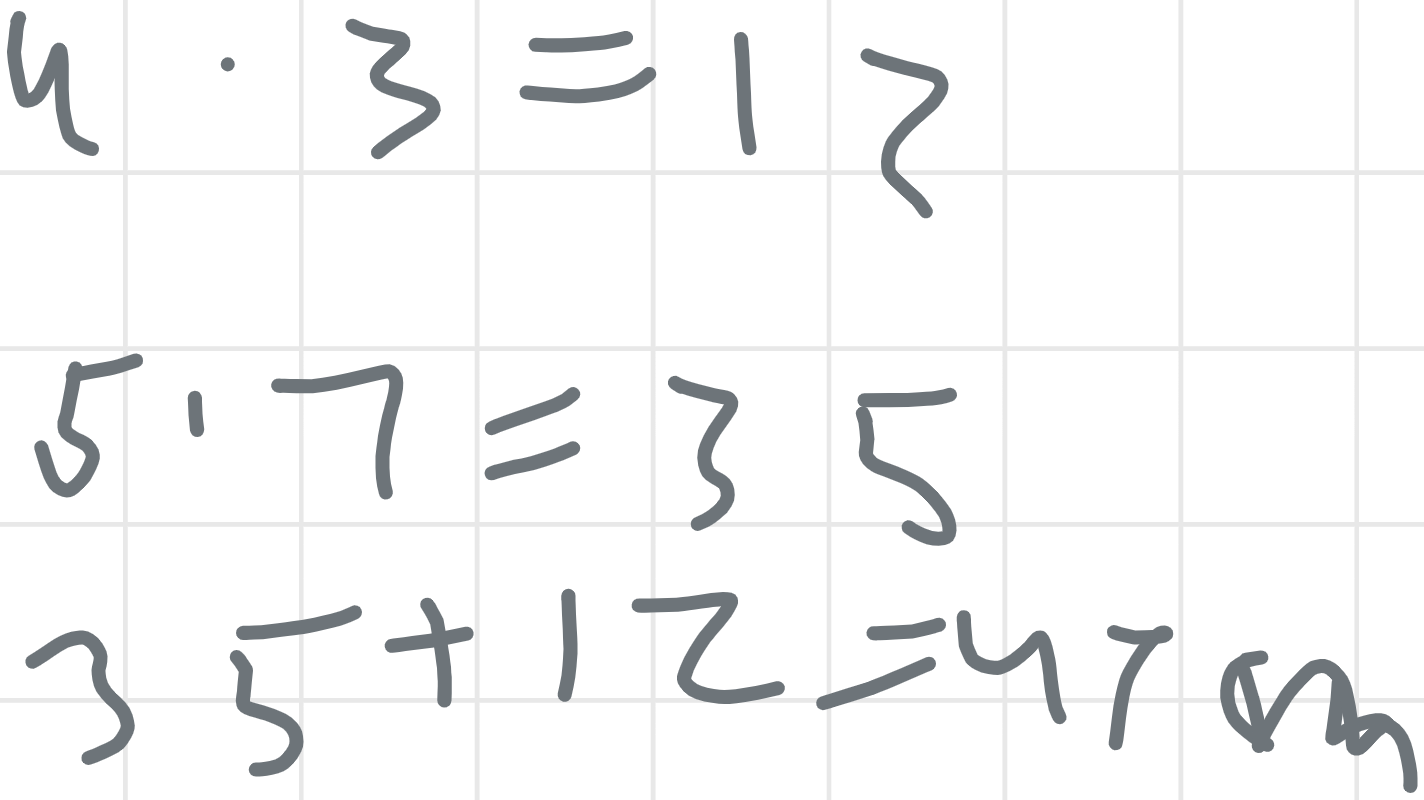 4 · 3 = 12
5 · 7 = 35
35 + 12 = 47 cm